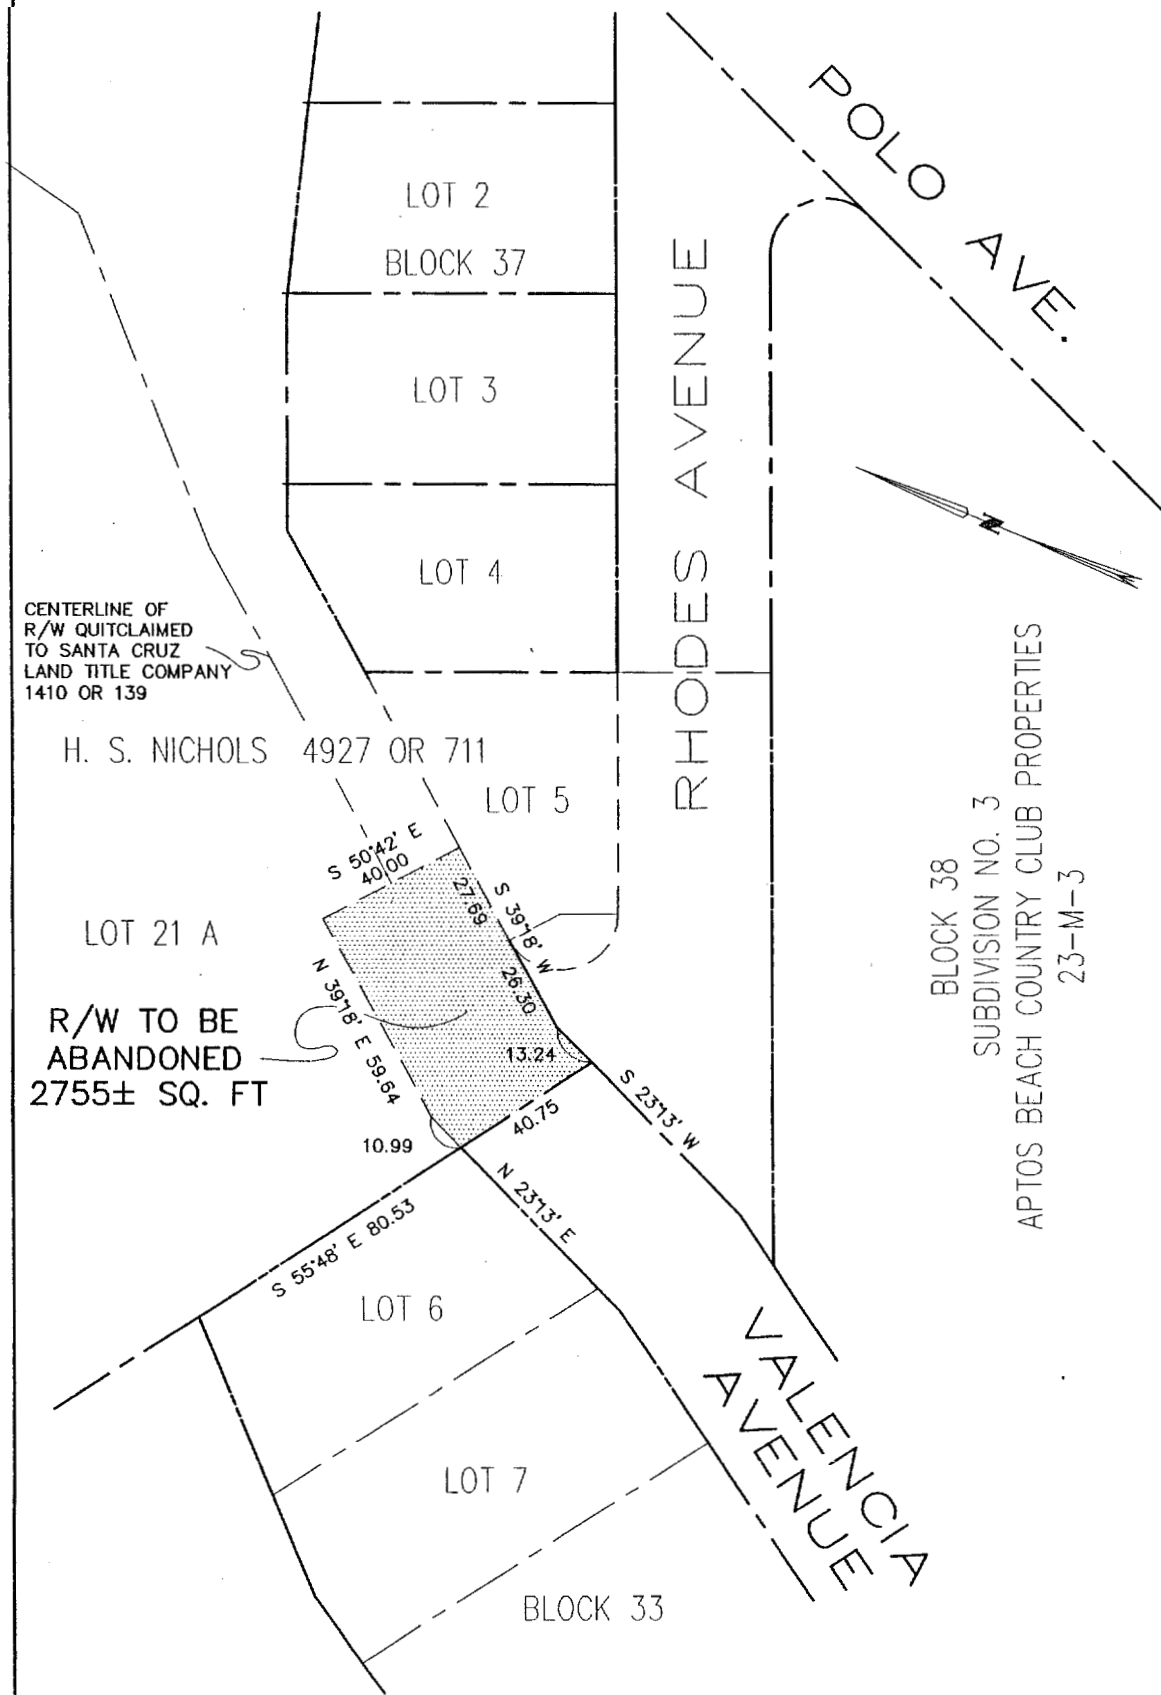 POLO AVE.
LOT 2
BLOCK 37
RHODES AVENUE
LOT 3
N
LOT 4
CENTERLINE OF
R/W QUITCLAIMED
TO SANTA CRUZ
LAND TITLE COMPANY
1410 OR 139
H. S. NICHOLS 4927 OR 711
LOT 5
S 50°42' E
40.00
27.69
S 39°18' W
26.30
LOT 21 A
N 39°18' E 59.64
R/W TO BE
ABANDONED
2755± SQ. FT
13.24
40.75
10.99
S 23°13' W
N 23°13' E
S 55°48' E 80.53
BLOCK 38
SUBDIVISION NO. 3
APTOS BEACH COUNTRY CLUB PROPERTIES
23-M-3
LOT 6
VALENCIA
AVENUE
LOT 7
BLOCK 33